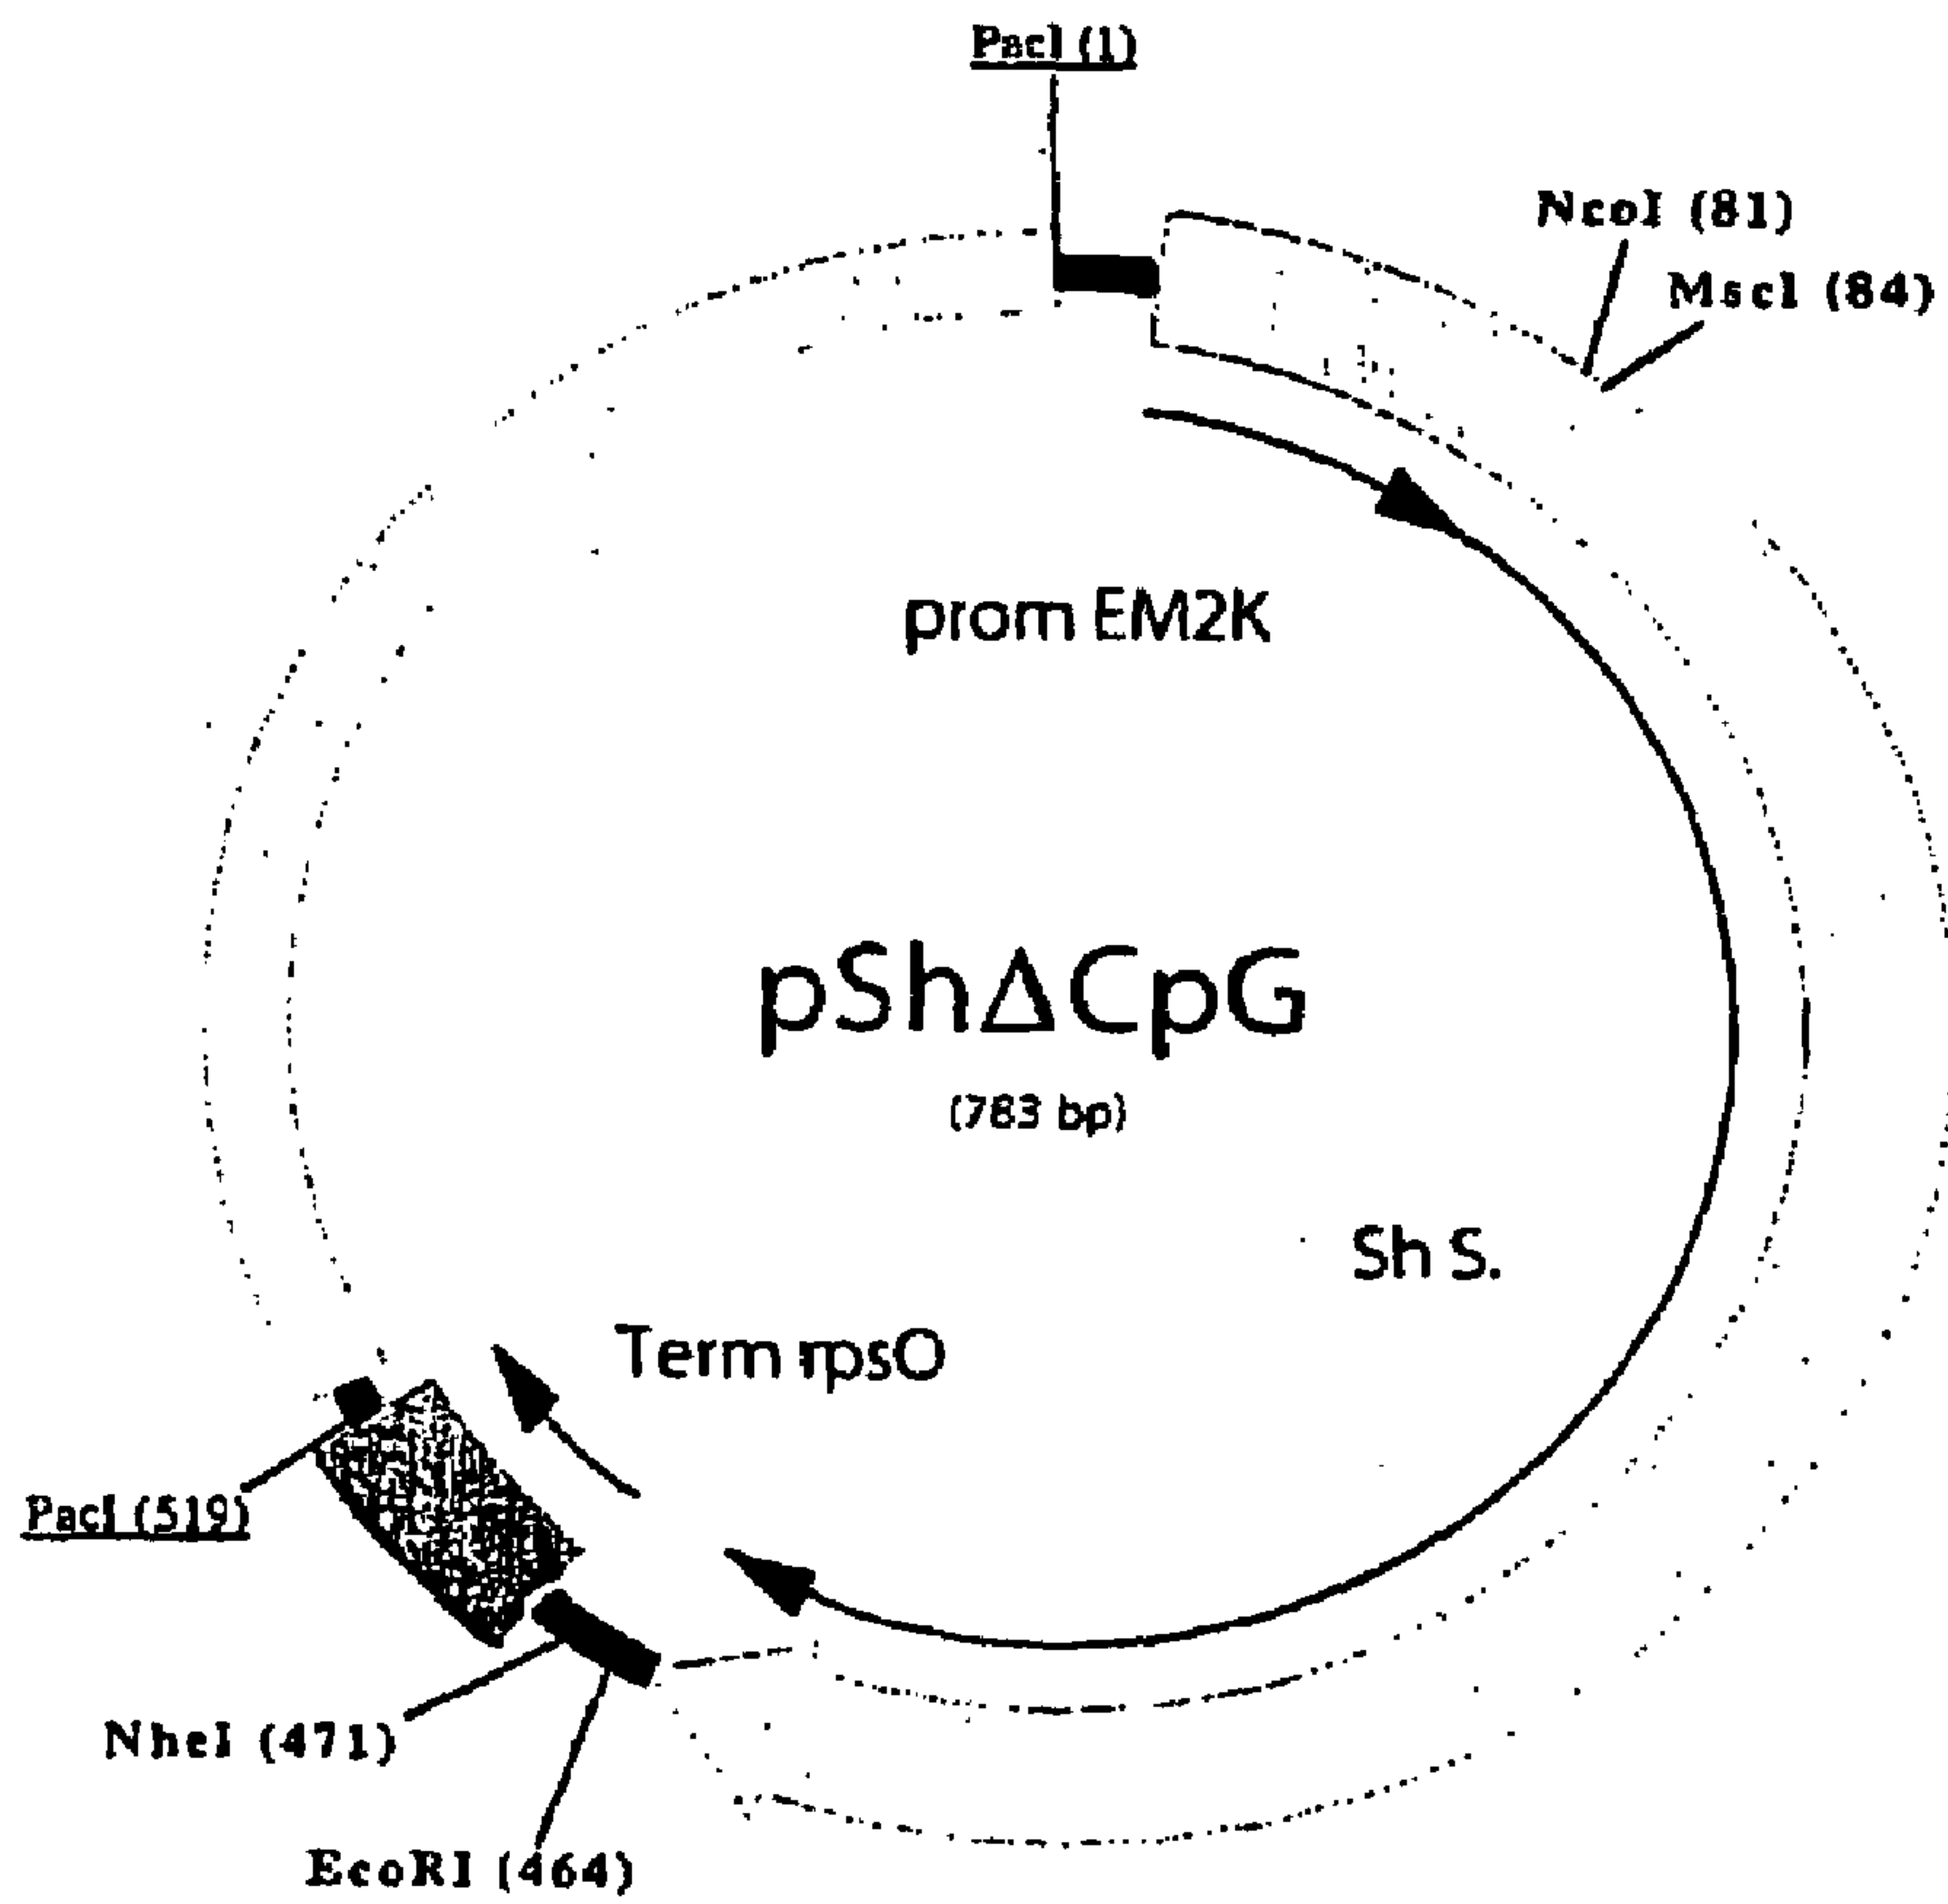 PacI (1)
NcoI (81)
MscI (84)
prom EM2K
pShΔCpG
(783 bp)
Sh S.
Term rpsO
PacI (519)
NheI (471)
EcoRI (464)